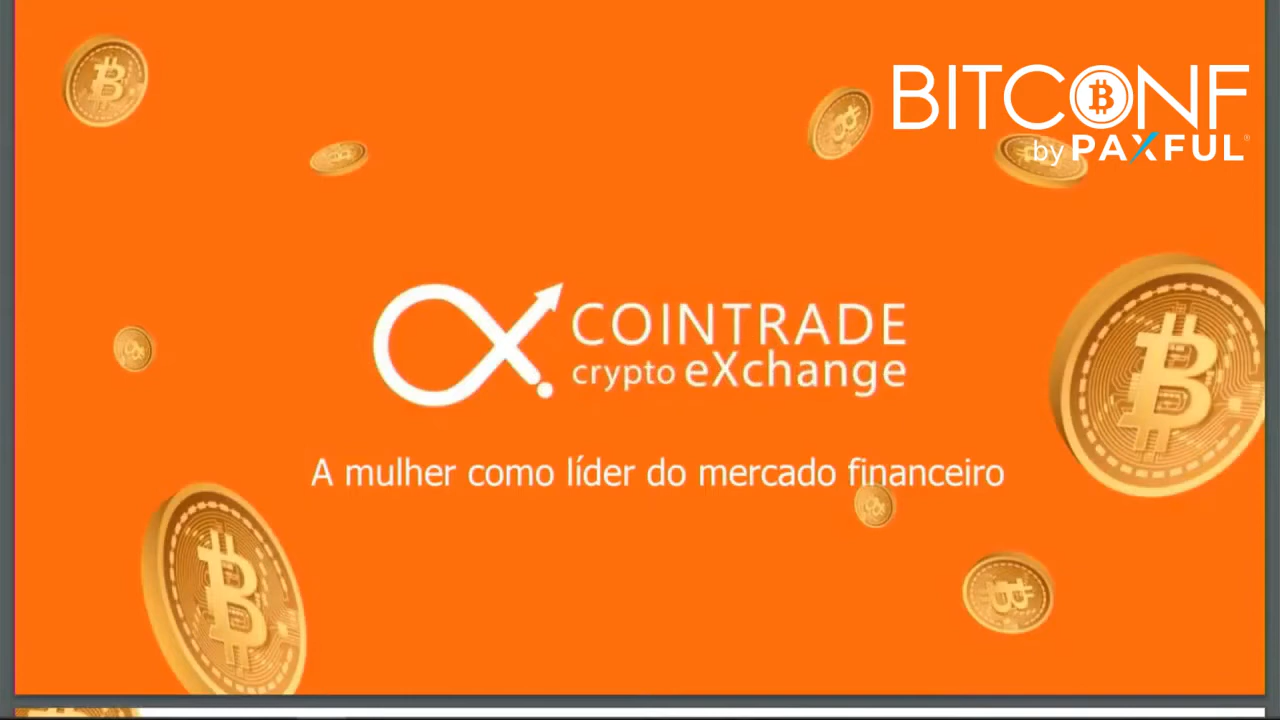 BITCONF
by PAXFUL®
COINTRADE
crypto eXchange
A mulher como líder do mercado financeiro